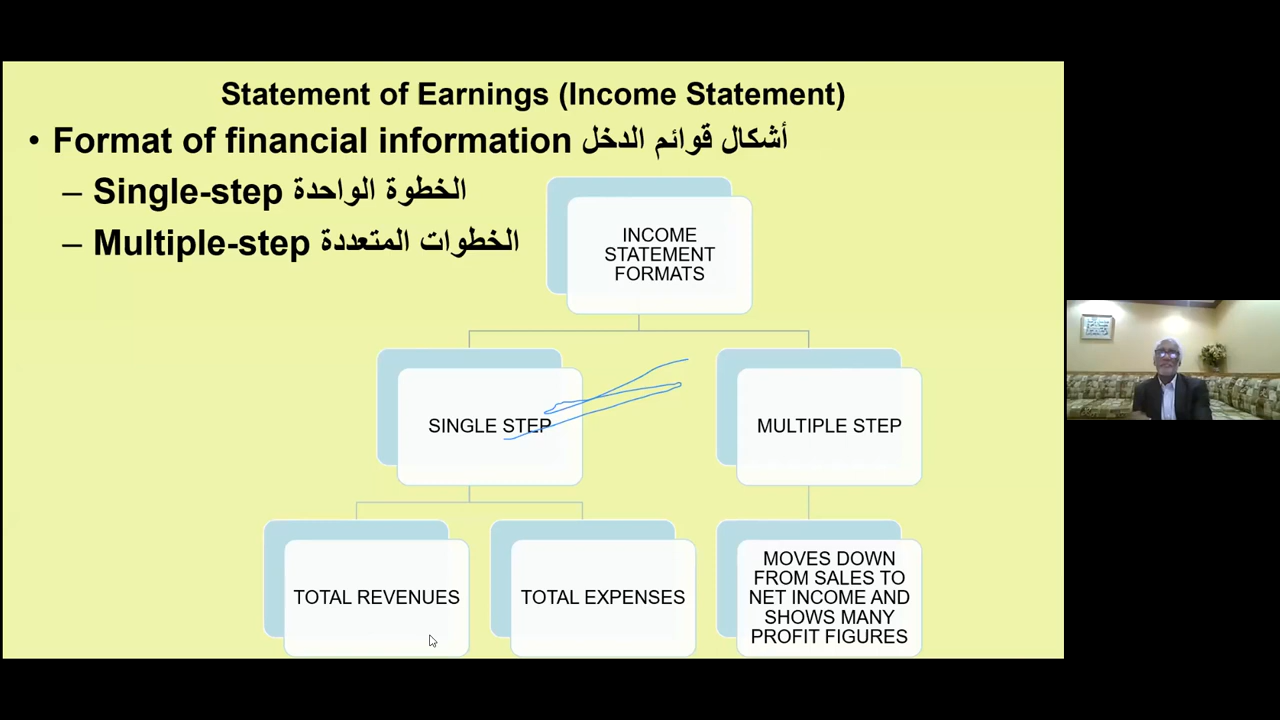 Statement of Earnings (Income Statement)
• Format of financial information أشكال قوائم الدخل
– Single-step الخطوة الواحدة
– Multiple-step الخطوات المتعددة
INCOME
STATEMENT
FORMATS
SINGLE STEP
MULTIPLE STEP
TOTAL REVENUES
TOTAL EXPENSES
MOVES DOWN
FROM SALES TO
NET INCOME AND
SHOWS MANY
PROFIT FIGURES